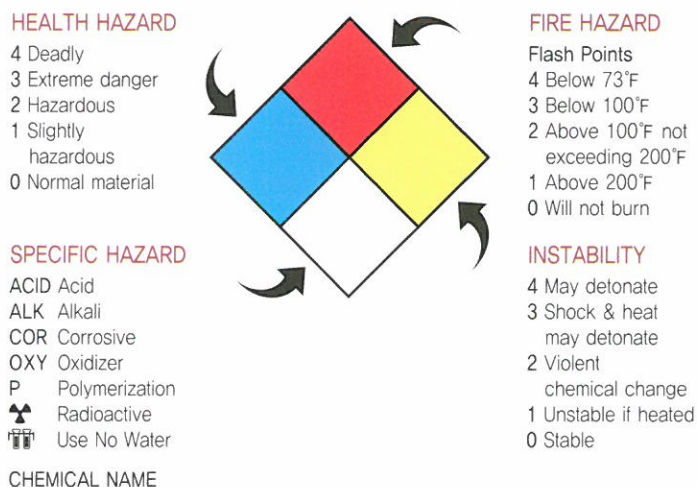 HEALTH HAZARD
4 Deadly
3 Extreme danger
2 Hazardous
1 Slightly
hazardous
0 Normal material
FIRE HAZARD
Flash Points
4 Below 73°F
3 Below 100°F
2 Above 100°F not
exceeding 200°F
1 Above 200°F
0 Will not burn
SPECIFIC HAZARD
ACID Acid
ALK Alkali
COR Corrosive
OXY Oxidizer
P Polymerization
Radioactive
Use No Water
INSTABILITY
4 May detonate
3 Shock & heat
may detonate
2 Violent
chemical change
1 Unstable if heated
0 Stable
CHEMICAL NAME